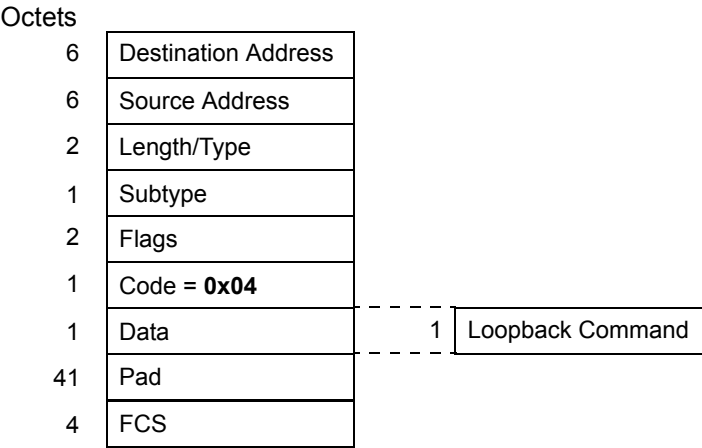 Octets
6 Destination Address
6 Source Address
2 Length/Type
1 Subtype
2 Flags
1 Code = 0x04
1 Data 1 Loopback Command
41 Pad
4 FCS